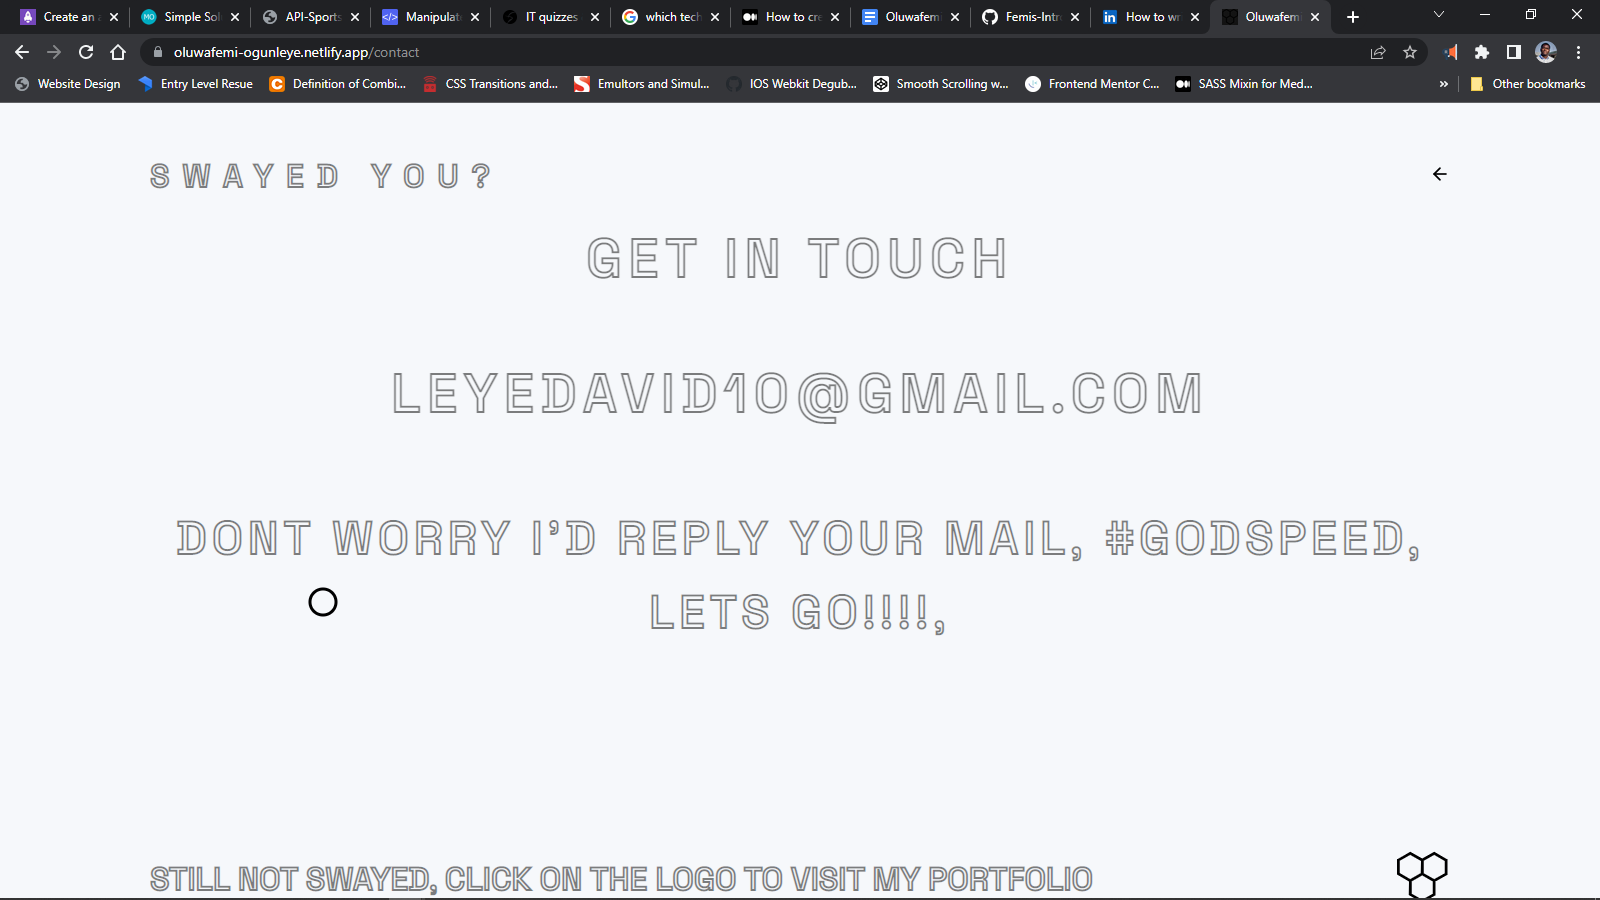 Create an
Simple Sol
API-Sports
Manipulat
IT quizzes
which tech
How to cre
Oluwafemi
Femis-Intr
How to wr
Oluwafemi
oluwafemi-ogunleye.netlify.app/contact
Website Design
Entry Level Resue
Definition of Combi...
CSS Transitions and...
Emultors and Simul...
IOS Webkit Degub...
Smooth Scrolling w...
Frontend Mentor C...
SASS Mixin for Med...
»
Other bookmarks
SWAYED YOU?
GET IN TOUCH
LEYEDAVID10@GMAIL.COM
DONT WORRY I’D REPLY YOUR MAIL, #GODSPEED,
LETS GO!!!!,
STILL NOT SWAYED, CLICK ON THE LOGO TO VISIT MY PORTFOLIO